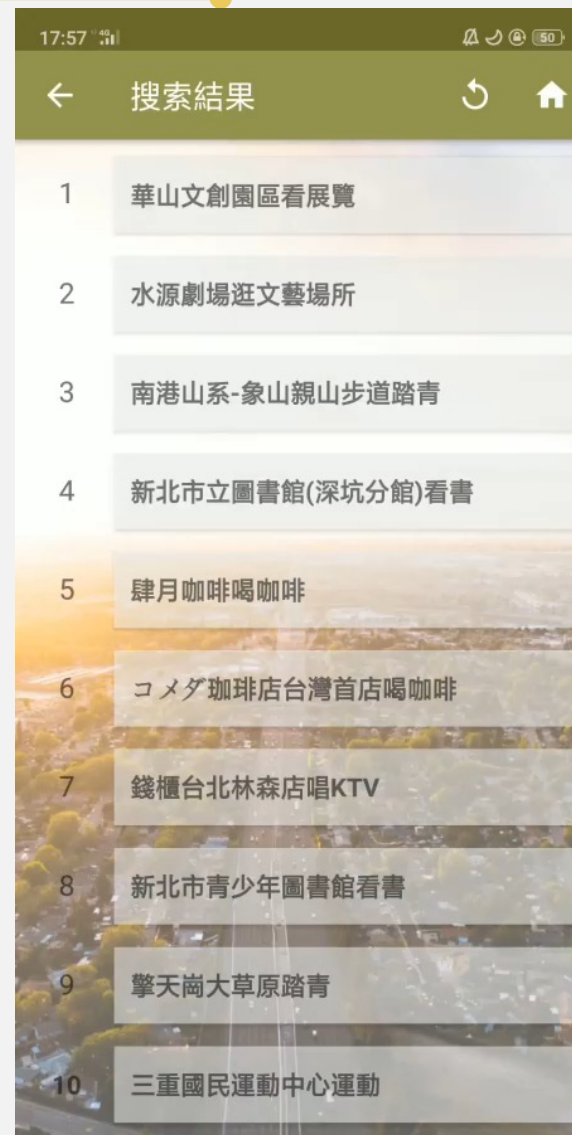 17:57 4G 50
搜索結果
1 華山文創園區看展覽
2 水源劇場逛文藝場所
3 南港山系-象山親山步道踏青
4 新北市立圖書館(深坑分館)看書
5 肆月咖啡喝咖啡
6 コメダ珈琲店台灣首店喝咖啡
7 錢櫃台北林森店唱KTV
8 新北市青少年圖書館看書
9 擎天崗大草原踏青
10 三重國民運動中心運動